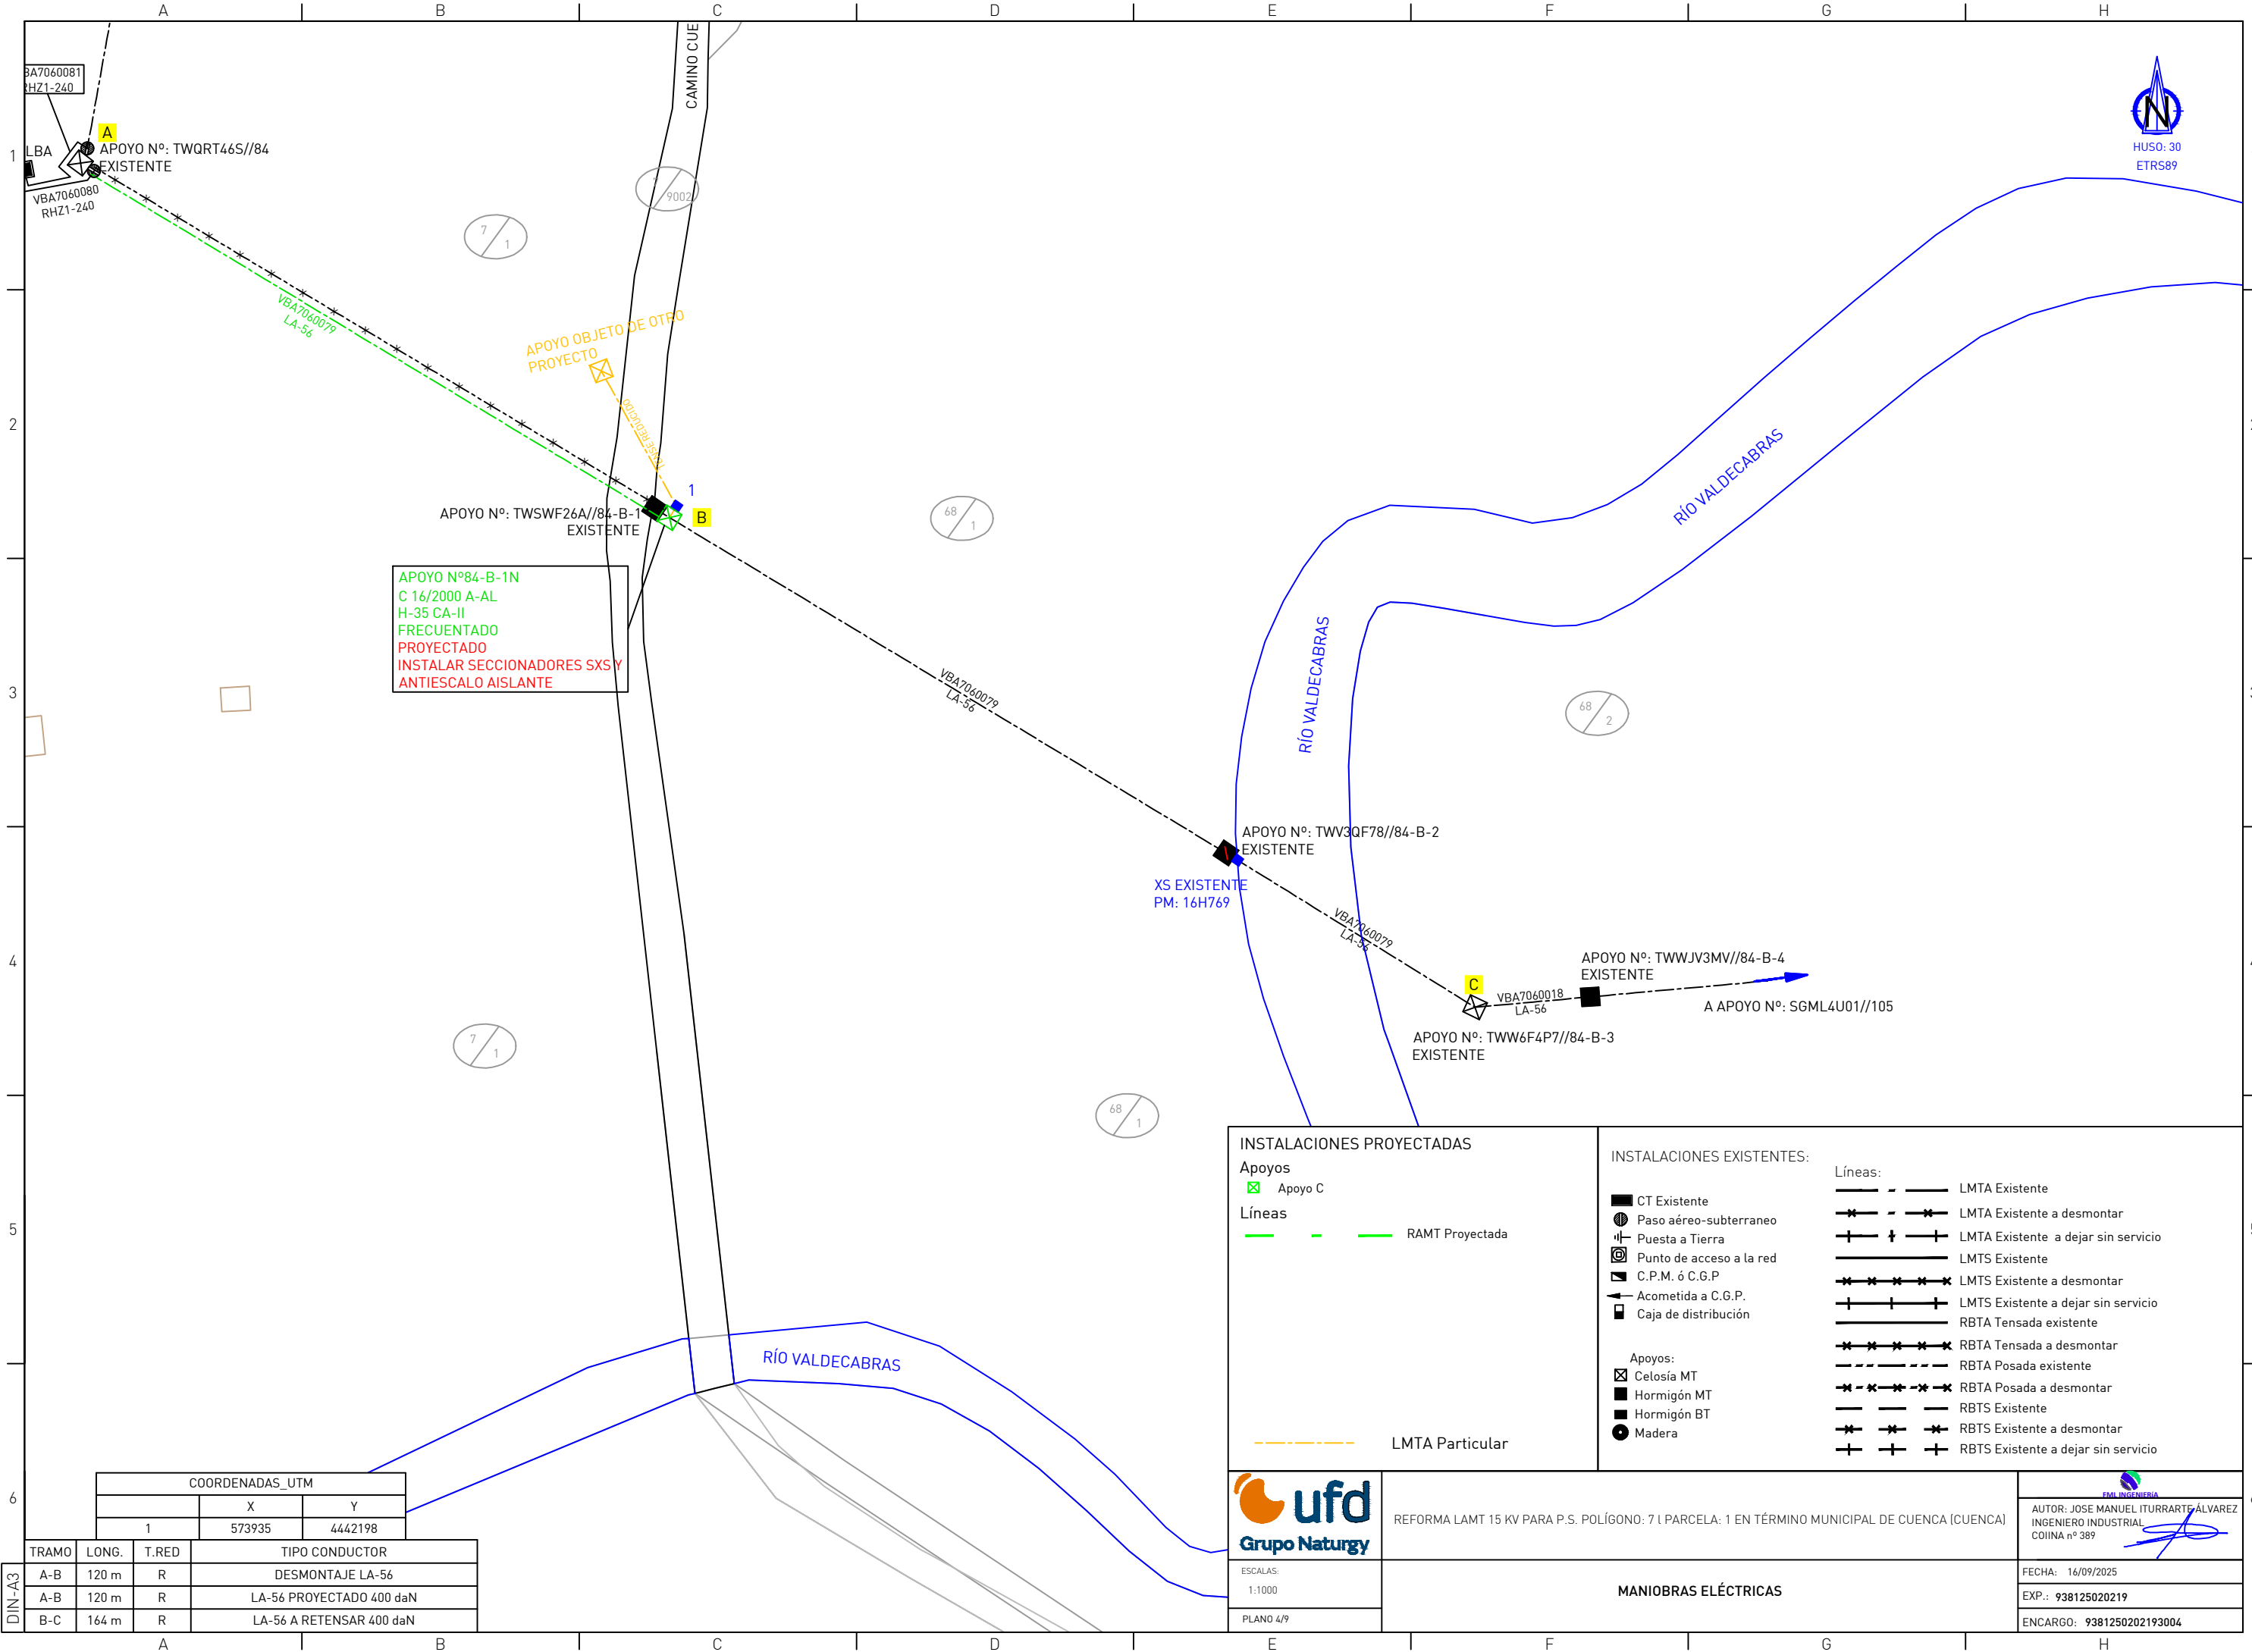 A B C D E F G H
1
2
3
4
5
6
BA7060081
RHZ1-240
A
APOYO Nº: TWQRT46S//84
EXISTENTE
LBA
VBA7060080
RHZ1-240
CAMINO CUE
9002
7
1
HUSO: 30
ETRS89
VBA7060079
LA-56
APOYO OBJETO DE OTRO
PROYECTO
TENSE REDUCIDO
1
B
APOYO Nº: TWSWF26A//84-B-1
EXISTENTE
68
1
RÍO VALDECABRAS
APOYO Nº84-B-1N
C 16/2000 A-AL
H-35 CA-II
FRECUENTADO
PROYECTADO
INSTALAR SECCIONADORES SXS Y
ANTIESCALO AISLANTE
RÍO VALDECABRAS
VBA7060079
LA-56
68
2
APOYO Nº: TWV3QF78//84-B-2
EXISTENTE
XS EXISTENTE
PM: 16H769
VBA7060079
LA-56
C
APOYO Nº: TWW6F4P7//84-B-3
EXISTENTE
VBA7060018
LA-56
APOYO Nº: TWWJV3MV//84-B-4
EXISTENTE
A APOYO Nº: SGML4U01//105
7
1
68
1
RÍO VALDECABRAS
INSTALACIONES PROYECTADAS
Apoyos
Apoyo C
Líneas
RAMT Proyectada
LMTA Particular
INSTALACIONES EXISTENTES:
CT Existente
Paso aéreo-subterraneo
Puesta a Tierra
Punto de acceso a la red
C.P.M. ó C.G.P
Acometida a C.G.P.
Caja de distribución
Apoyos:
Celosía MT
Hormigón MT
Hormigón BT
Madera
Líneas:
LMTA Existente
LMTA Existente a desmontar
LMTA Existente a dejar sin servicio
LMTS Existente
LMTS Existente a desmontar
LMTS Existente a dejar sin servicio
RBTA Tensada existente
RBTA Tensada a desmontar
RBTA Posada existente
RBTA Posada a desmontar
RBTS Existente
RBTS Existente a desmontar
RBTS Existente a dejar sin servicio
COORDENADAS_UTM
X Y
1 573935 4442198
TRAMO LONG. T.RED TIPO CONDUCTOR
A-B 120 m R DESMONTAJE LA-56
A-B 120 m R LA-56 PROYECTADO 400 daN
B-C 164 m R LA-56 A RETENSAR 400 daN
DIN-A3
ufd
Grupo Naturgy
REFORMA LAMT 15 KV PARA P.S. POLÍGONO: 7 l PARCELA: 1 EN TÉRMINO MUNICIPAL DE CUENCA (CUENCA)
ESCALAS:
1:1000
PLANO 4/9
MANIOBRAS ELÉCTRICAS
FML INGENIERÍA
AUTOR: JOSE MANUEL ITURRARTE ÁLVAREZ
INGENIERO INDUSTRIAL
COIINA nº 389
FECHA: 16/09/2025
EXP.: 938125020219
ENCARGO: 9381250202193004
A B C D E F G H